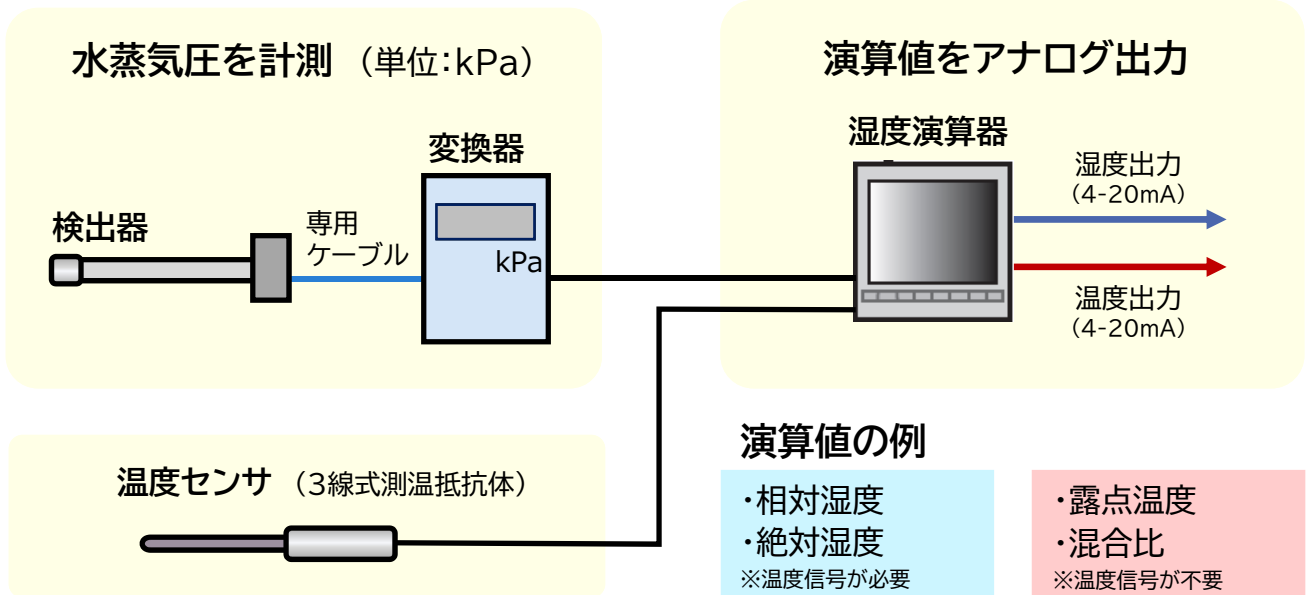 水蒸気圧を計測 （単位：kPa）
変換器
検出器
専用
ケーブル
kPa
演算値をアナログ出力
湿度演算器
湿度出力
（4-20mA）
温度出力
（4-20mA）
温度センサ （3線式測温抵抗体）
演算値の例
・相対湿度
・絶対湿度
※温度信号が必要
・露点温度
・混合比
※温度信号が不要